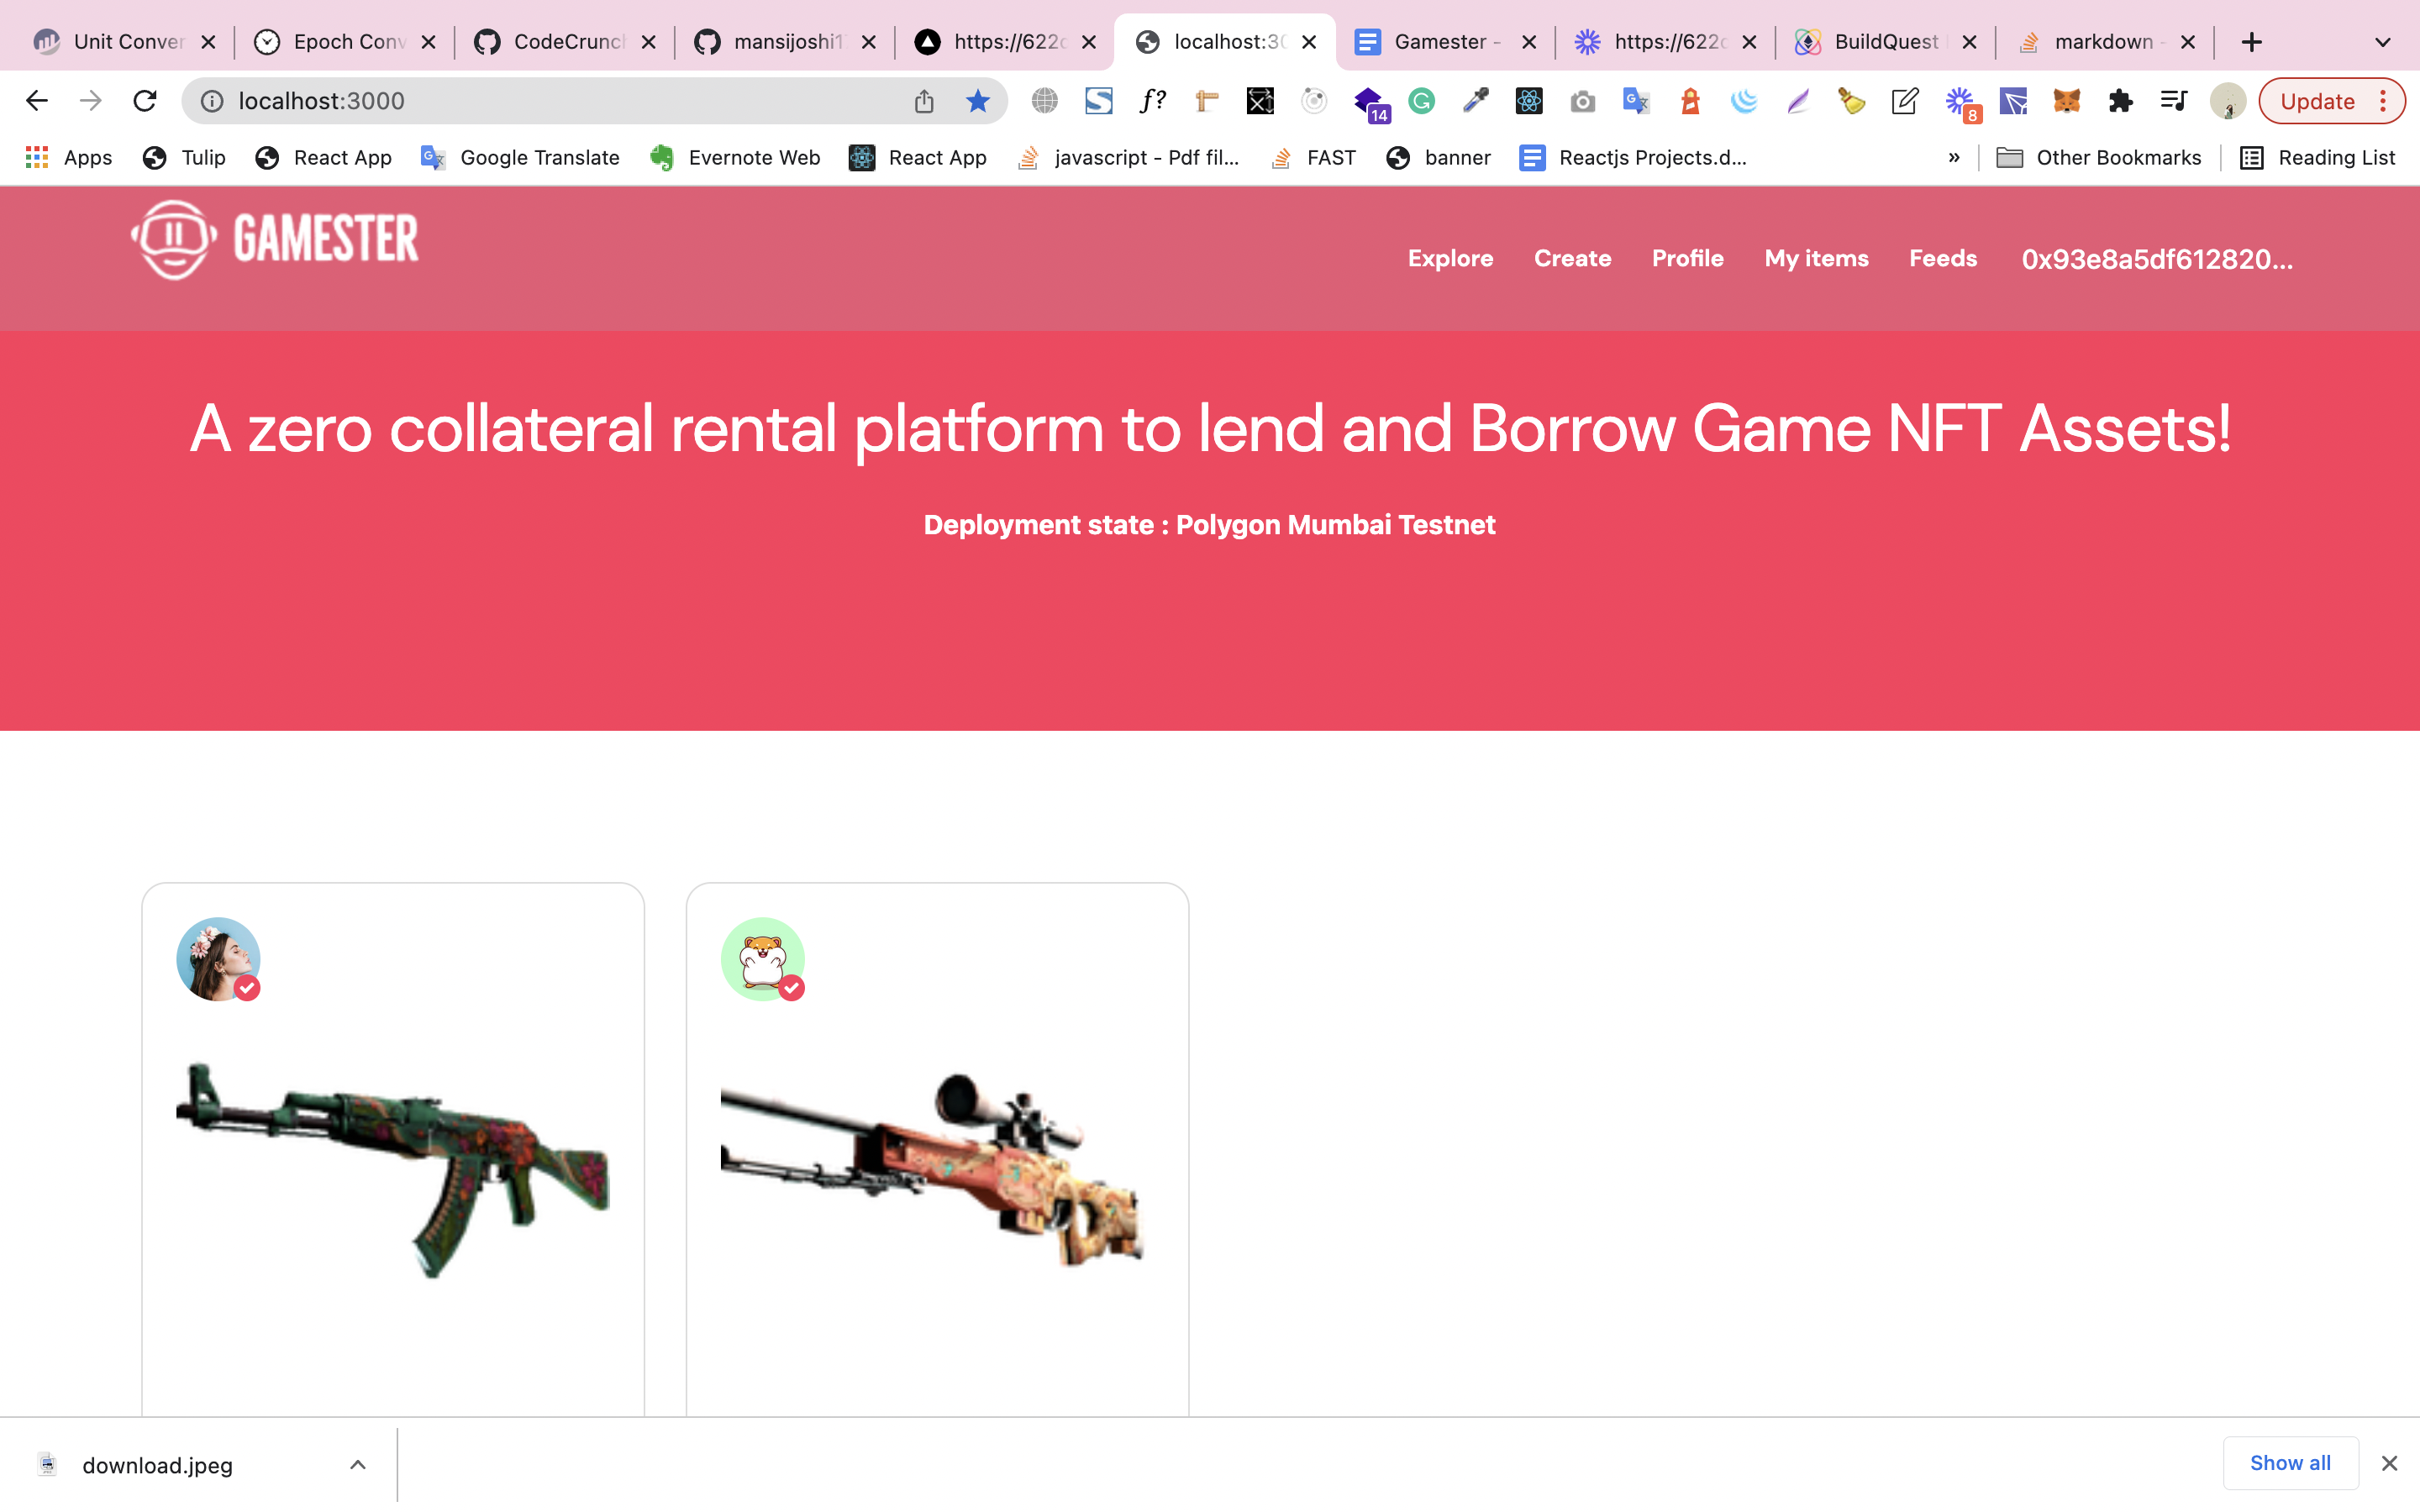 Unit Conver
Epoch Conv
CodeCrunch
mansijoshi1
https://622c
localhost:30
Gamester -
https://622c
BuildQuest
markdown -
localhost:3000
f?
14
8
Update
Apps
Tulip
React App
Google Translate
Evernote Web
React App
javascript - Pdf fil...
FAST
banner
Reactjs Projects.d...
»
Other Bookmarks
Reading List
GAMESTER
Explore
Create
Profile
My items
Feeds
0x93e8a5df612820...
A zero collateral rental platform to lend and Borrow Game NFT Assets!
Deployment state : Polygon Mumbai Testnet
download.jpeg
Show all